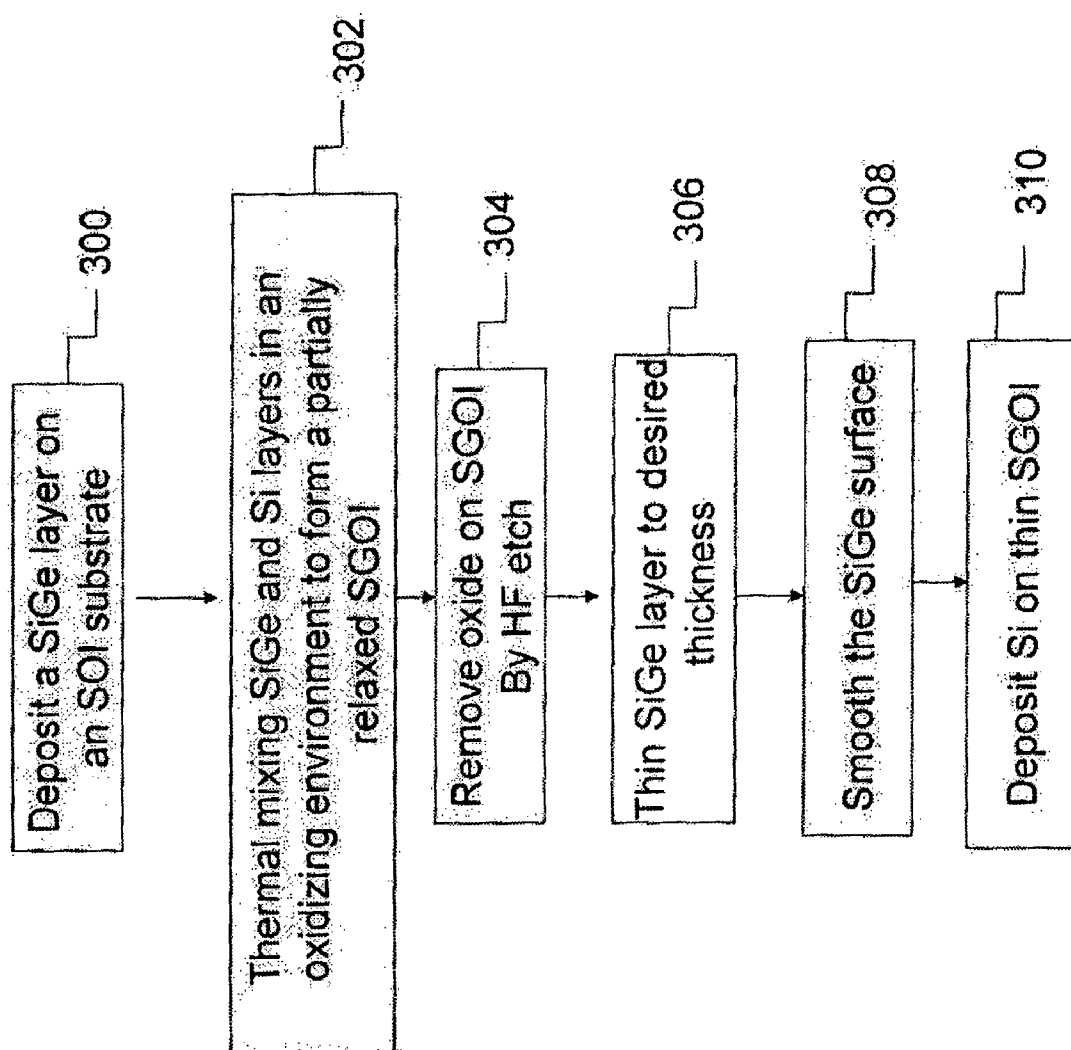 Deposit a SiGe layer on
an SOI substrate
300
Thermal mixing SiGe and Si layers in an
oxidizing environment to form a partially
relaxed SGOI
302
Remove oxide on SGOI
By HF etch
304
Thin SiGe layer to desired
thickness
306
Smooth the SiGe surface
308
Deposit Si on thin SGOI
310